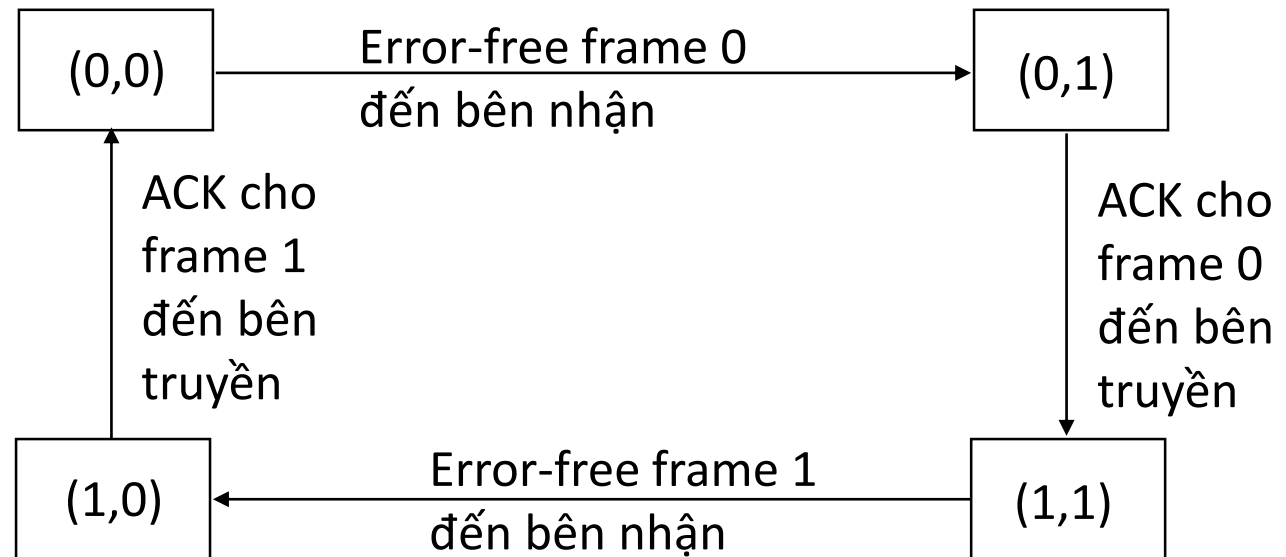 (0,0)
Error-free frame 0
đến bên nhận
(0,1)
ACK cho
frame 1
đến bên
truyền
ACK cho
frame 0
đến bên
truyền
(1,0)
Error-free frame 1
đến bên nhận
(1,1)